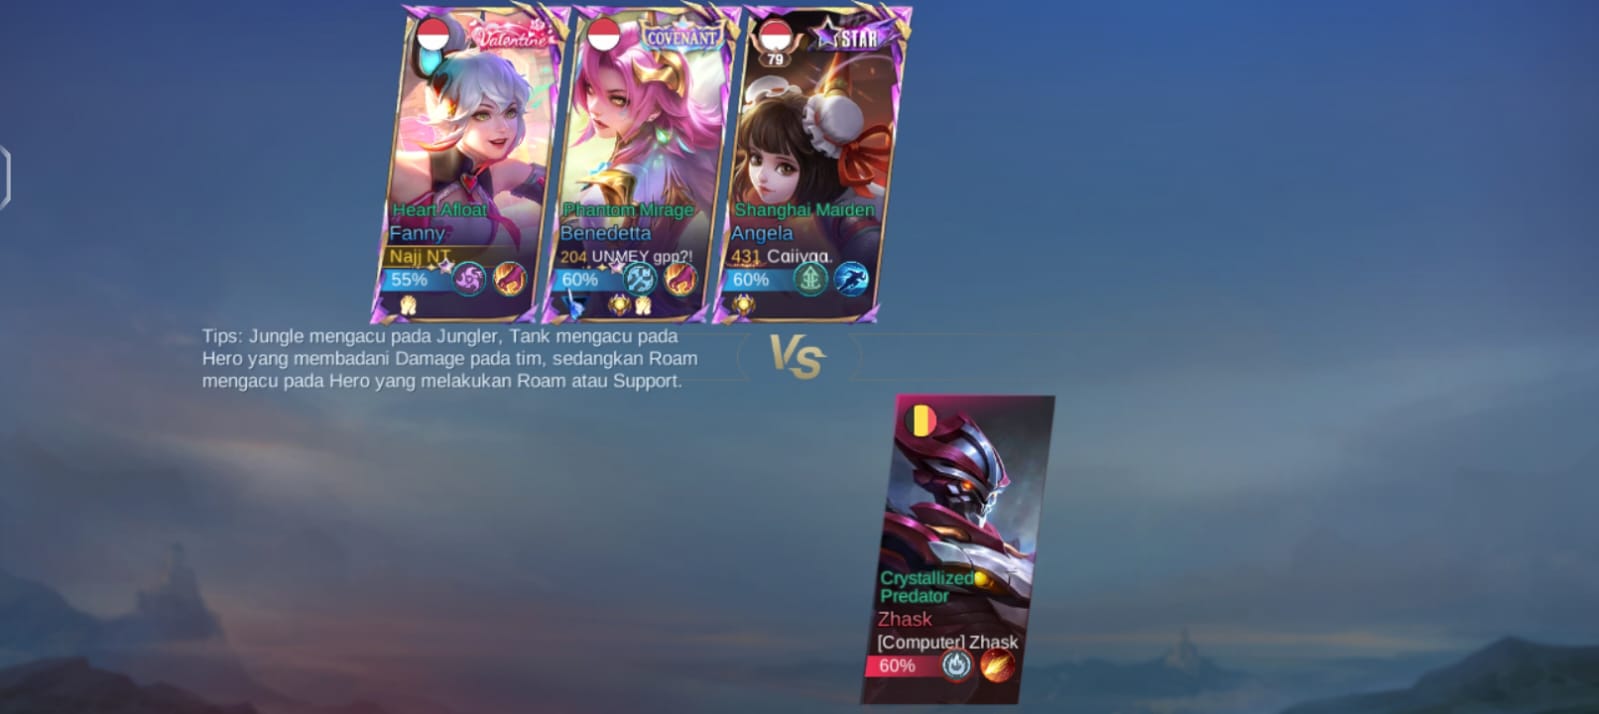 Valentine
COVENANT
STAR
79
Heart Afloat
Phantom Mirage
Shanghai Maiden
Fanny
Benedetta
Angela
Najj NT.
204 UNMEY gpp?!
431 Caiiyqa.
55%
60%
60%
Tips: Jungle mengacu pada Jungler, Tank mengacu pada
Hero yang membadani Damage pada tim, sedangkan Roam
mengacu pada Hero yang melakukan Roam atau Support.
VS
Crystallized
Predator
Zhask
[Computer] Zhask
60%